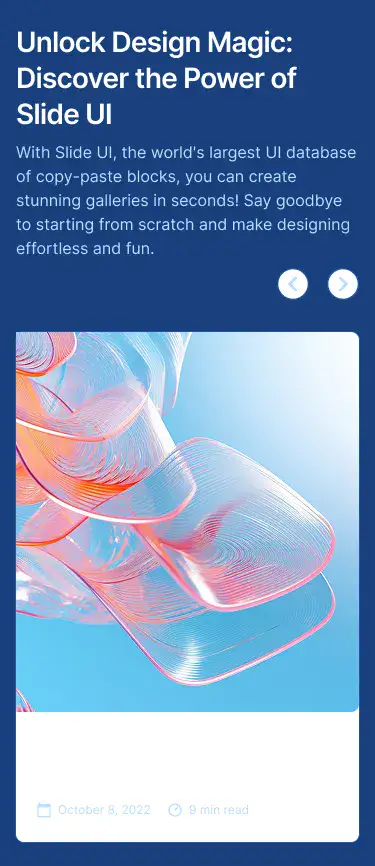 Unlock Design Magic:
Discover the Power of
Slide UI
With Slide UI, the world's largest UI database
of copy-paste blocks, you can create
stunning galleries in seconds! Say goodbye
to starting from scratch and make designing
effortless and fun.
October 8, 2022 9 min read